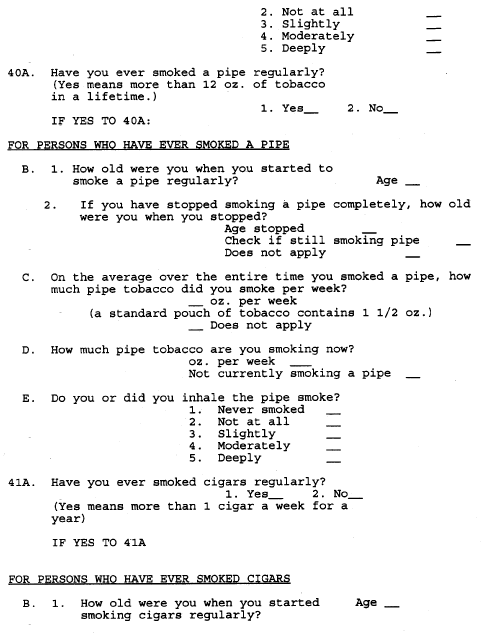 2. Not at all __
3. Slightly __
4. Moderately __
5. Deeply __
40A. Have you ever smoked a pipe regularly?
(Yes means more than 12 oz. of tobacco
in a lifetime.)
1. Yes__ 2. No__
IF YES TO 40A:
FOR PERSONS WHO HAVE EVER SMOKED A PIPE
B. 1. How old were you when you started to
smoke a pipe regularly? Age __
2. If you have stopped smoking a pipe completely, how old
were you when you stopped?
Age stopped __
Check if still smoking pipe __
Does not apply __
C. On the average over the entire time you smoked a pipe, how
much pipe tobacco did you smoke per week?
__ oz. per week
(a standard pouch of tobacco contains 1 1/2 oz.)
__ Does not apply
D. How much pipe tobacco are you smoking now?
oz. per week ___
Not currently smoking a pipe __
E. Do you or did you inhale the pipe smoke?
1. Never smoked __
2. Not at all __
3. Slightly __
4. Moderately __
5. Deeply __
41A. Have you ever smoked cigars regularly?
1. Yes__ 2. No__
(Yes means more than 1 cigar a week for a
year)
IF YES TO 41A
FOR PERSONS WHO HAVE EVER SMOKED CIGARS
B. 1. How old were you when you started Age __
smoking cigars regularly?